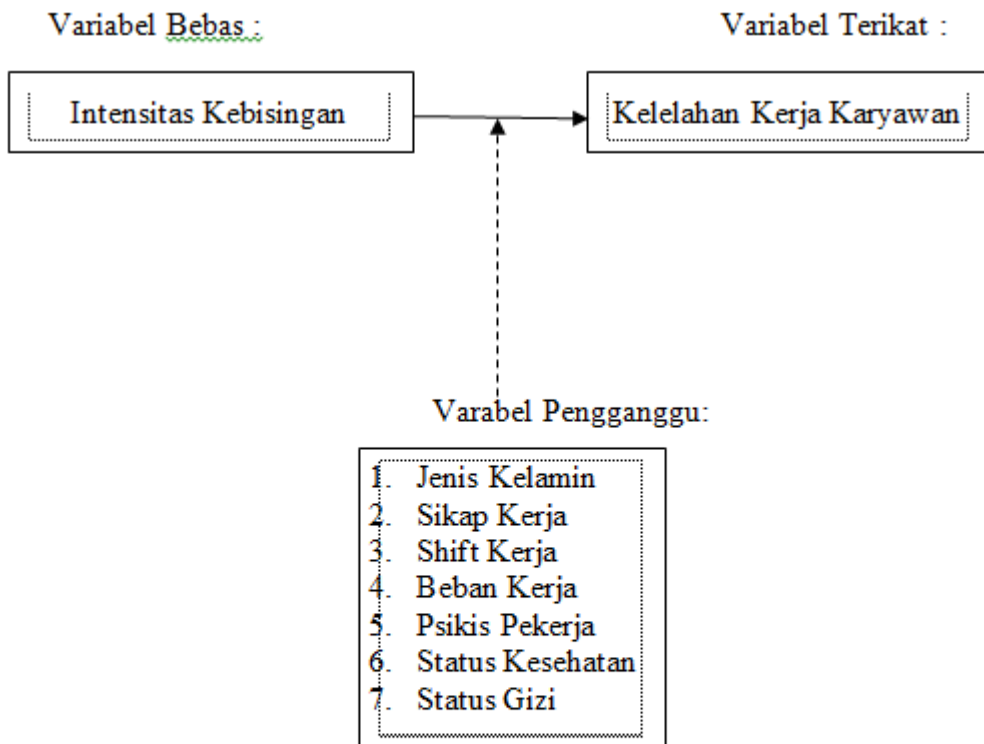 Variabel Bebas :
Variabel Terikat :
Intensitas Kebisingan
Kelelahan Kerja Karyawan
Varabel Pengganggu:
1. Jenis Kelamin
2. Sikap Kerja
3. Shift Kerja
4. Beban Kerja
5. Psikis Pekerja
6. Status Kesehatan
7. Status Gizi